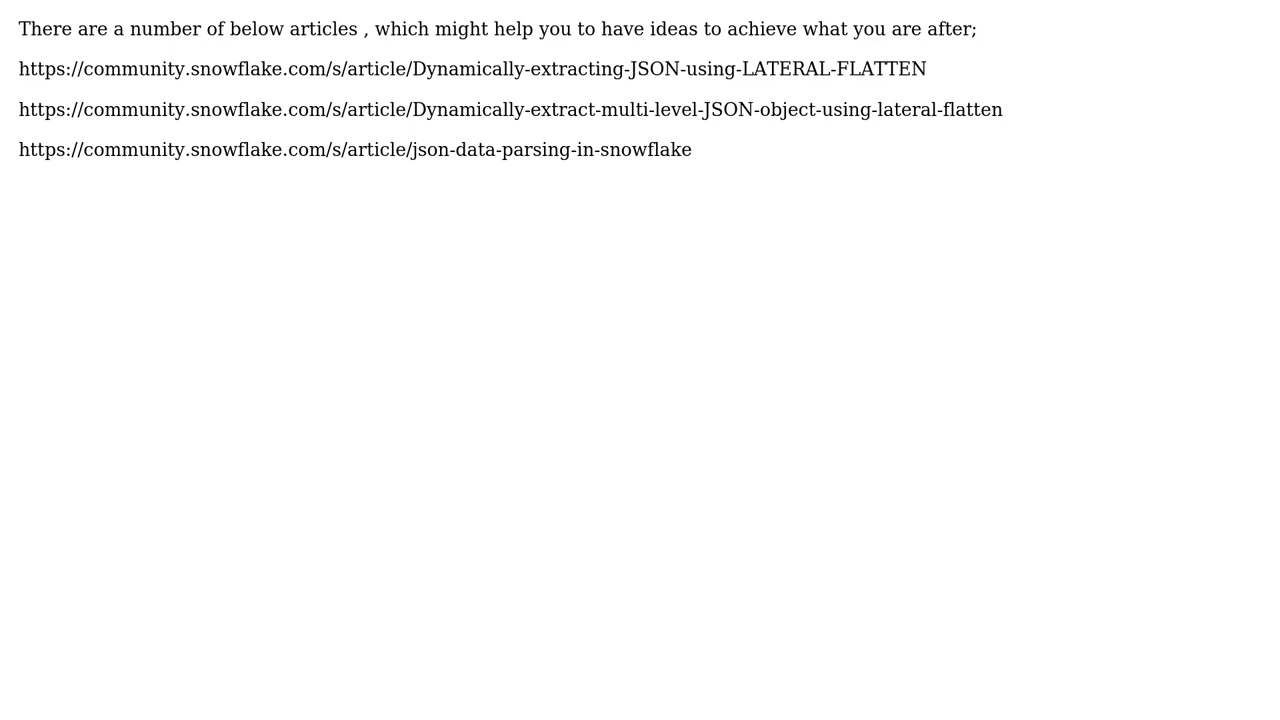 There are a number of below articles , which might help you to have ideas to achieve what you are after;
https://community.snowflake.com/s/article/Dynamically-extracting-JSON-using-LATERAL-FLATTEN
https://community.snowflake.com/s/article/Dynamically-extract-multi-level-JSON-object-using-lateral-flatten
https://community.snowflake.com/s/article/json-data-parsing-in-snowflake